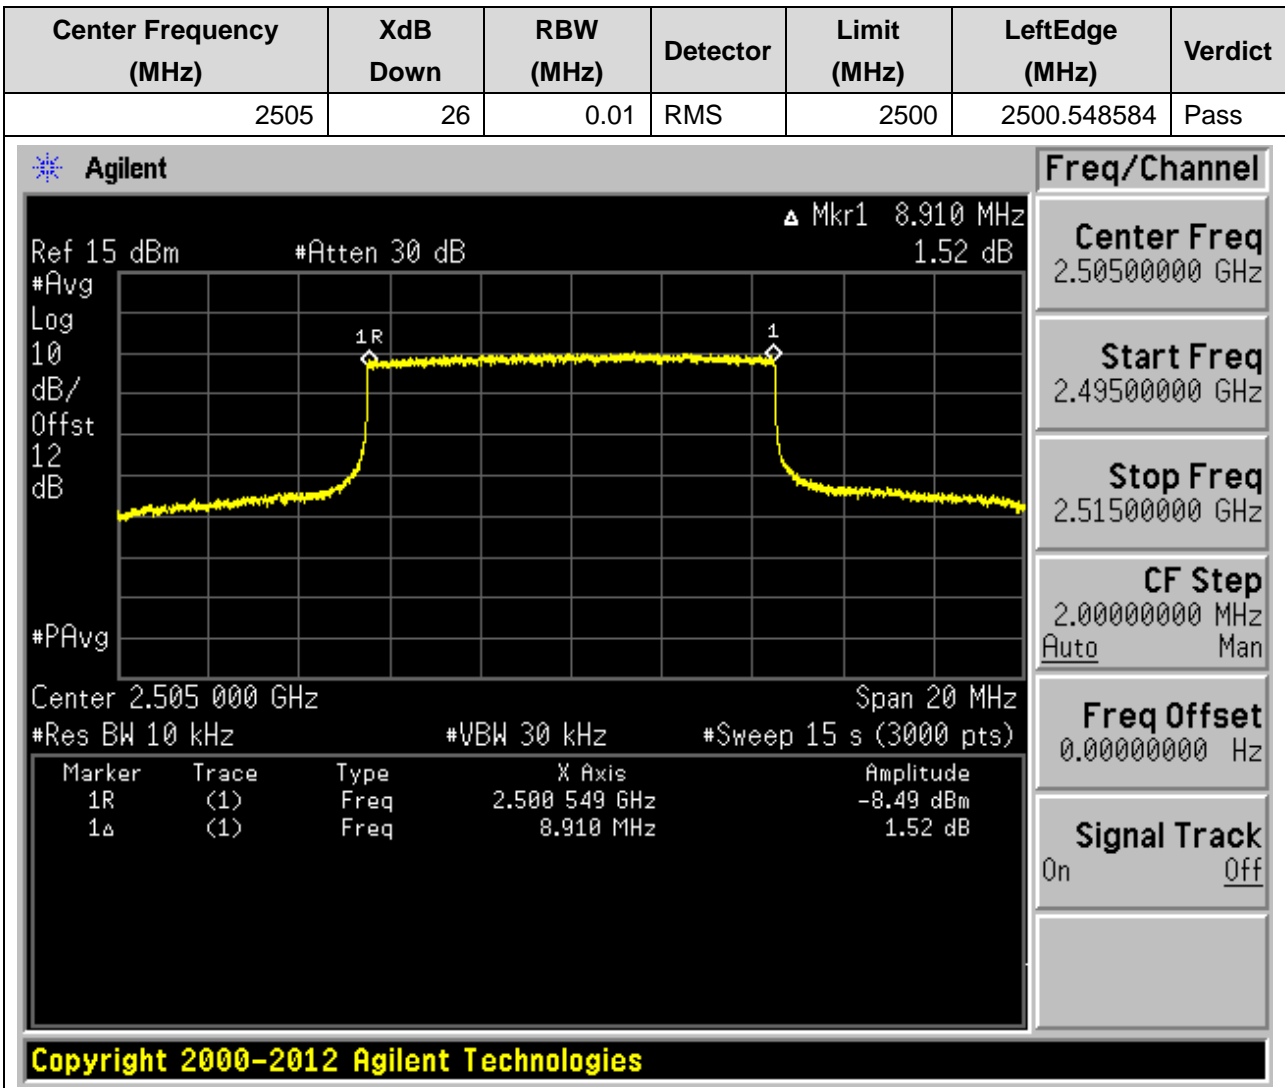 Center Frequency (MHz) XdB Down RBW (MHz) Detector Limit (MHz) LeftEdge (MHz) Verdict
2505 26 0.01 RMS 2500 2500.548584 Pass
Agilent
Freq/Channel
Δ Mkr1 8.910 MHz
Ref 15 dBm #Atten 30 dB 1.52 dB
#Avg
Log
10
dB/
Offst
12
dB
1R
1
#PAvg
Center 2.505 000 GHz Span 20 MHz
#Res BW 10 kHz #VBW 30 kHz #Sweep 15 s (3000 pts)
Marker Trace Type X Axis Amplitude
1R (1) Freq 2.500 549 GHz -8.49 dBm
1Δ (1) Freq 8.910 MHz 1.52 dB
Center Freq
2.50500000 GHz
Start Freq
2.49500000 GHz
Stop Freq
2.51500000 GHz
CF Step
2.00000000 MHz
Auto Man
Freq Offset
0.00000000 Hz
Signal Track
On Off
Copyright 2000-2012 Agilent Technologies